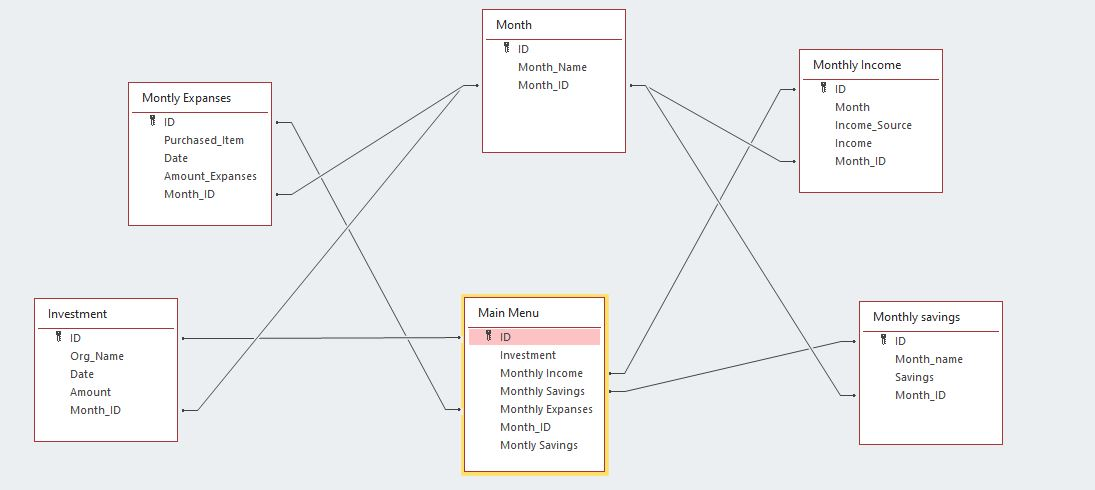 Month
ID
Month_Name
Month_ID
Monthly Income
ID
Month
Income_Source
Income
Month_ID
Montly Expanses
ID
Purchased_Item
Date
Amount_Expanses
Month_ID
Investment
ID
Org_Name
Date
Amount
Month_ID
Main Menu
ID
Investment
Monthly Income
Monthly Savings
Monthly Expanses
Month_ID
Montly Savings
Monthly savings
ID
Month_name
Savings
Month_ID